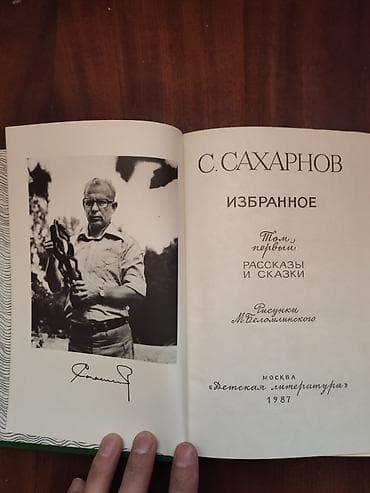 С. САХАРНОВ
ИЗБРАННОЕ
Том
первый
РАССКАЗЫ
И СКАЗКИ
Рисунки
М. Беломлинского
МОСКВА
«Детская литература»
1987